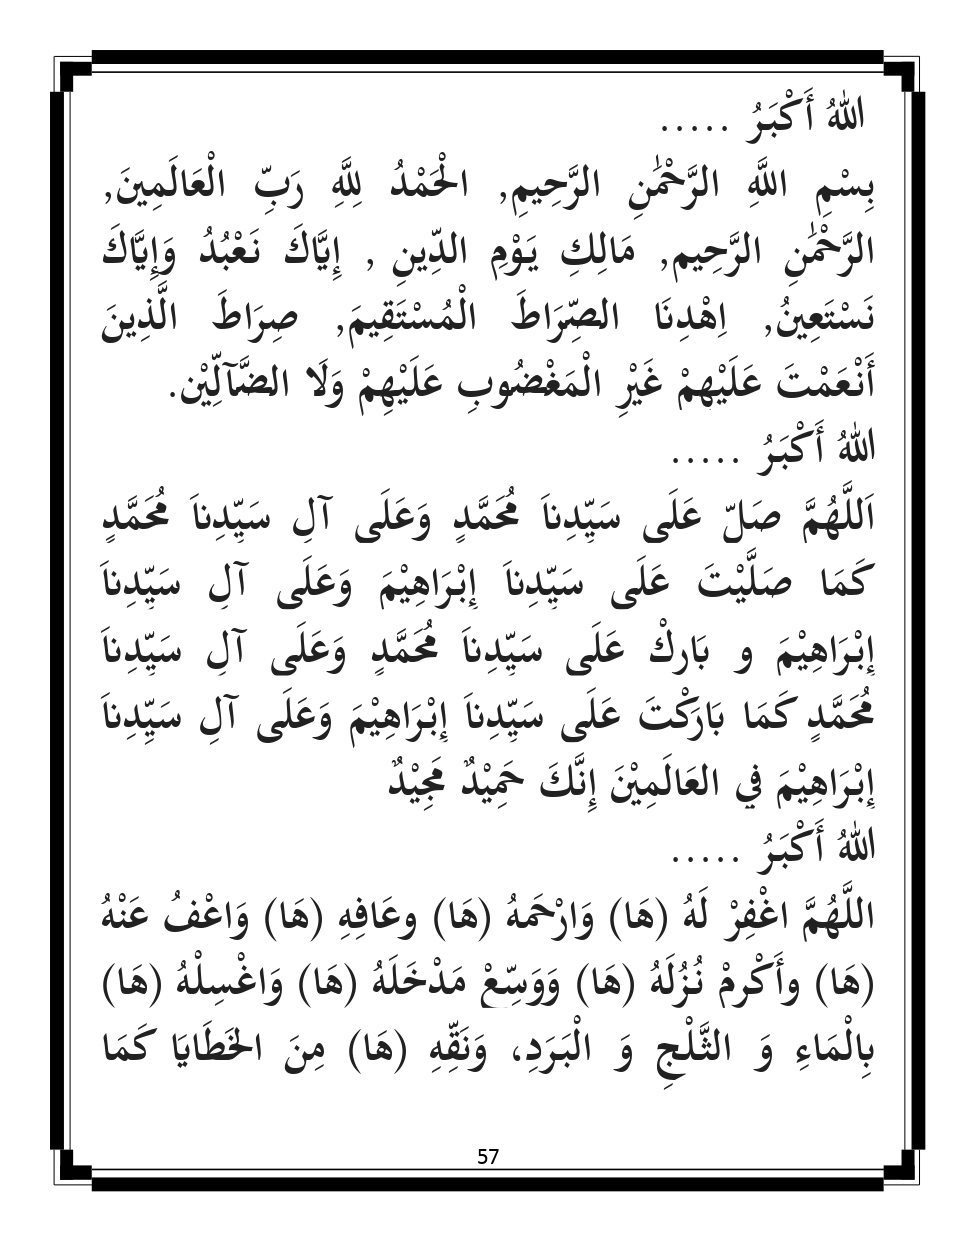 اللهُ أَكْبَرُ .....
بِسْمِ اللَّهِ الرَّحْمَٰنِ الرَّحِيمِ, الْحَمْدُ لِلَّهِ رَبِّ الْعَالَمِينَ,
الرَّحْمَٰنِ الرَّحِيم, مَالِكِ يَوْمِ الدِّينِ , إِيَّاكَ نَعْبُدُ وَإِيَّاكَ
نَسْتَعِينُ, اِهْدِنَا الصِّرَاطَ الْمُسْتَقِيمَ, صِرَاطَ الَّذِينَ
أَنْعَمْتَ عَلَيْهِمْ غَيْرِ الْمَغْضُوبِ عَلَيْهِمْ وَلَا الضَّآلِّيْن.
اللهُ أَكْبَرُ .....
اَللَّهُمَّ صَلّ عَلَى سَيِّدِناَ مُحَمَّدٍ وَعَلَى آلِ سَيِّدِناَ مُحَمَّدٍ
كَمَا صَلَّيْتَ عَلَى سَيِّدِناَ إِبْرَاهِيْمَ وَعَلَى آلِ سَيِّدِناَ
إِبْرَاهِيْمَ و بَارِكْ عَلَى سَيِّدِناَ مُحَمَّدٍ وَعَلَى آلِ سَيِّدِناَ
مُحَمَّدٍ كَمَا بَارَكْتَ عَلَى سَيِّدِناَ إِبْرَاهِيْمَ وَعَلَى آلِ سَيِّدِناَ
إِبْرَاهِيْمَ في العَالَمِيْنَ إِنَّكَ حَمِيْدٌ مَجِيْدٌ
اللهُ أَكْبَرُ .....
اللَّهُمَّ اغْفِرْ لَهُ (هَا) وَارْحَمهُ (هَا) وعَافِهِ (هَا) وَاعْفُ عَنْهُ
(هَا) وأَكْرِمْ نُزُلَهُ (هَا) وَوَسِّعْ مَدْخَلَهُ (هَا) وَاغْسِلْهُ (هَا)
بِالْمَاءِ وَ الثَّلْجِ وَ الْبَرَدِ، وَنَقِّهِ (هَا) مِنَ الخَطَايَا كَمَا
57